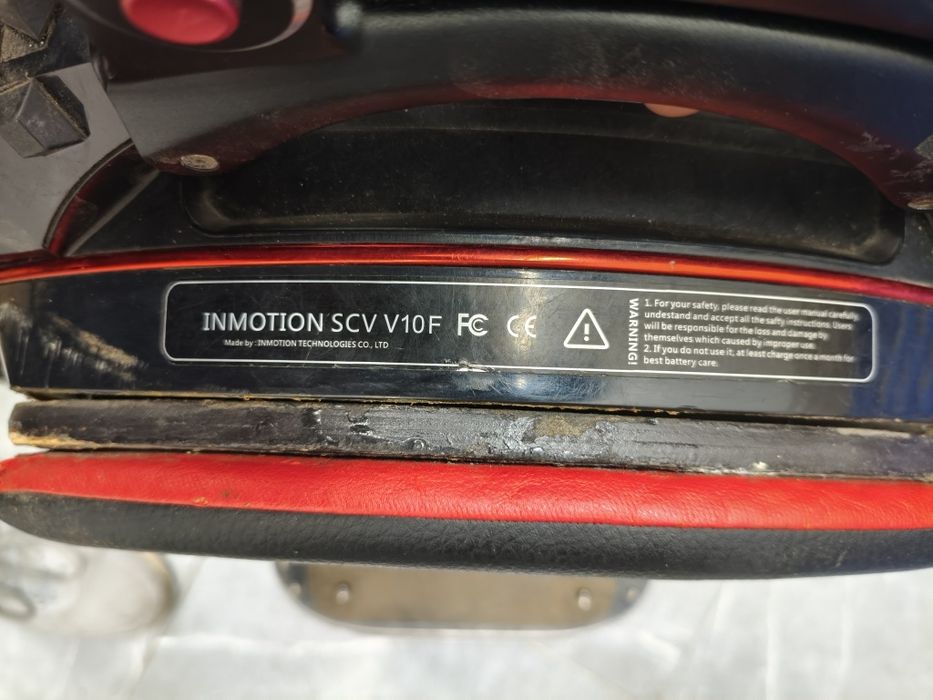 INMOTION SCV V10F FC CE
Made by : INMOTION TECHNOLOGIES CO., LTD
WARNING!
1. For your safety, please read the user manual carefully
undestand and accept all the safty instructions. Users
will be responsible for the loss and damage by
themselves which caused by improper use.
2. If you do not use it, at least charge once a month for
best battery care.